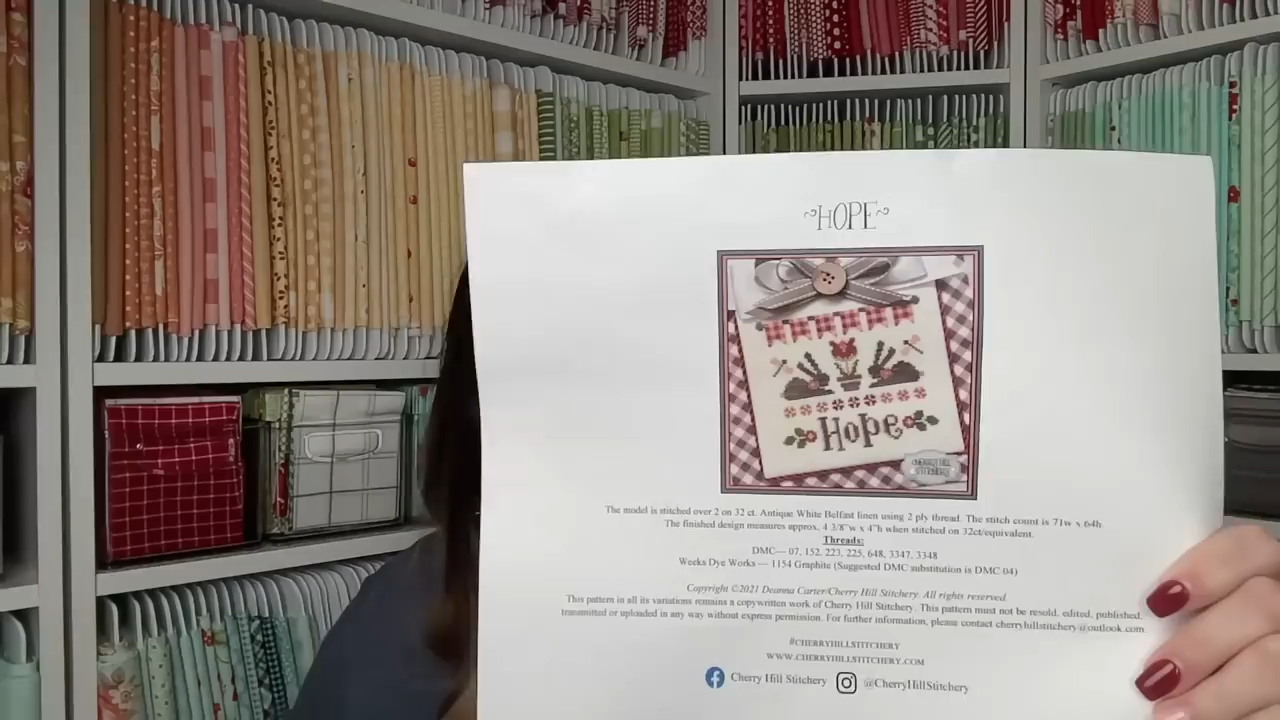 ~HOPE~
Hope
CHERRY HILL
STITCHERY
The model is stitched over 2 on 32 ct. Antique White Belfast linen using 2 ply thread. The stitch count is 71w x 64h.
The finished design measures approx. 4 3/8"w x 4"h when stitched on 32ct/equivalent.
Threads:
DMC— 07, 152, 223, 225, 648, 3347, 3348
Weeks Dye Works — 1154 Graphite (Suggested DMC substitution is DMC 04)
Copyright ©2021 Deanna Carter/Cherry Hill Stitchery. All rights reserved.
This pattern in all its variations remains a copywritten work of Cherry Hill Stitchery. This pattern must not be resold, edited, published,
transmitted or uploaded in any way without express permission. For further information, please contact cherryhillstitchery@outlook.com.
#CHERRYHILLSTITCHERY
WWW.CHERRYHILLSTITCHERY.COM
Cherry Hill Stitchery @CherryHillStitchery